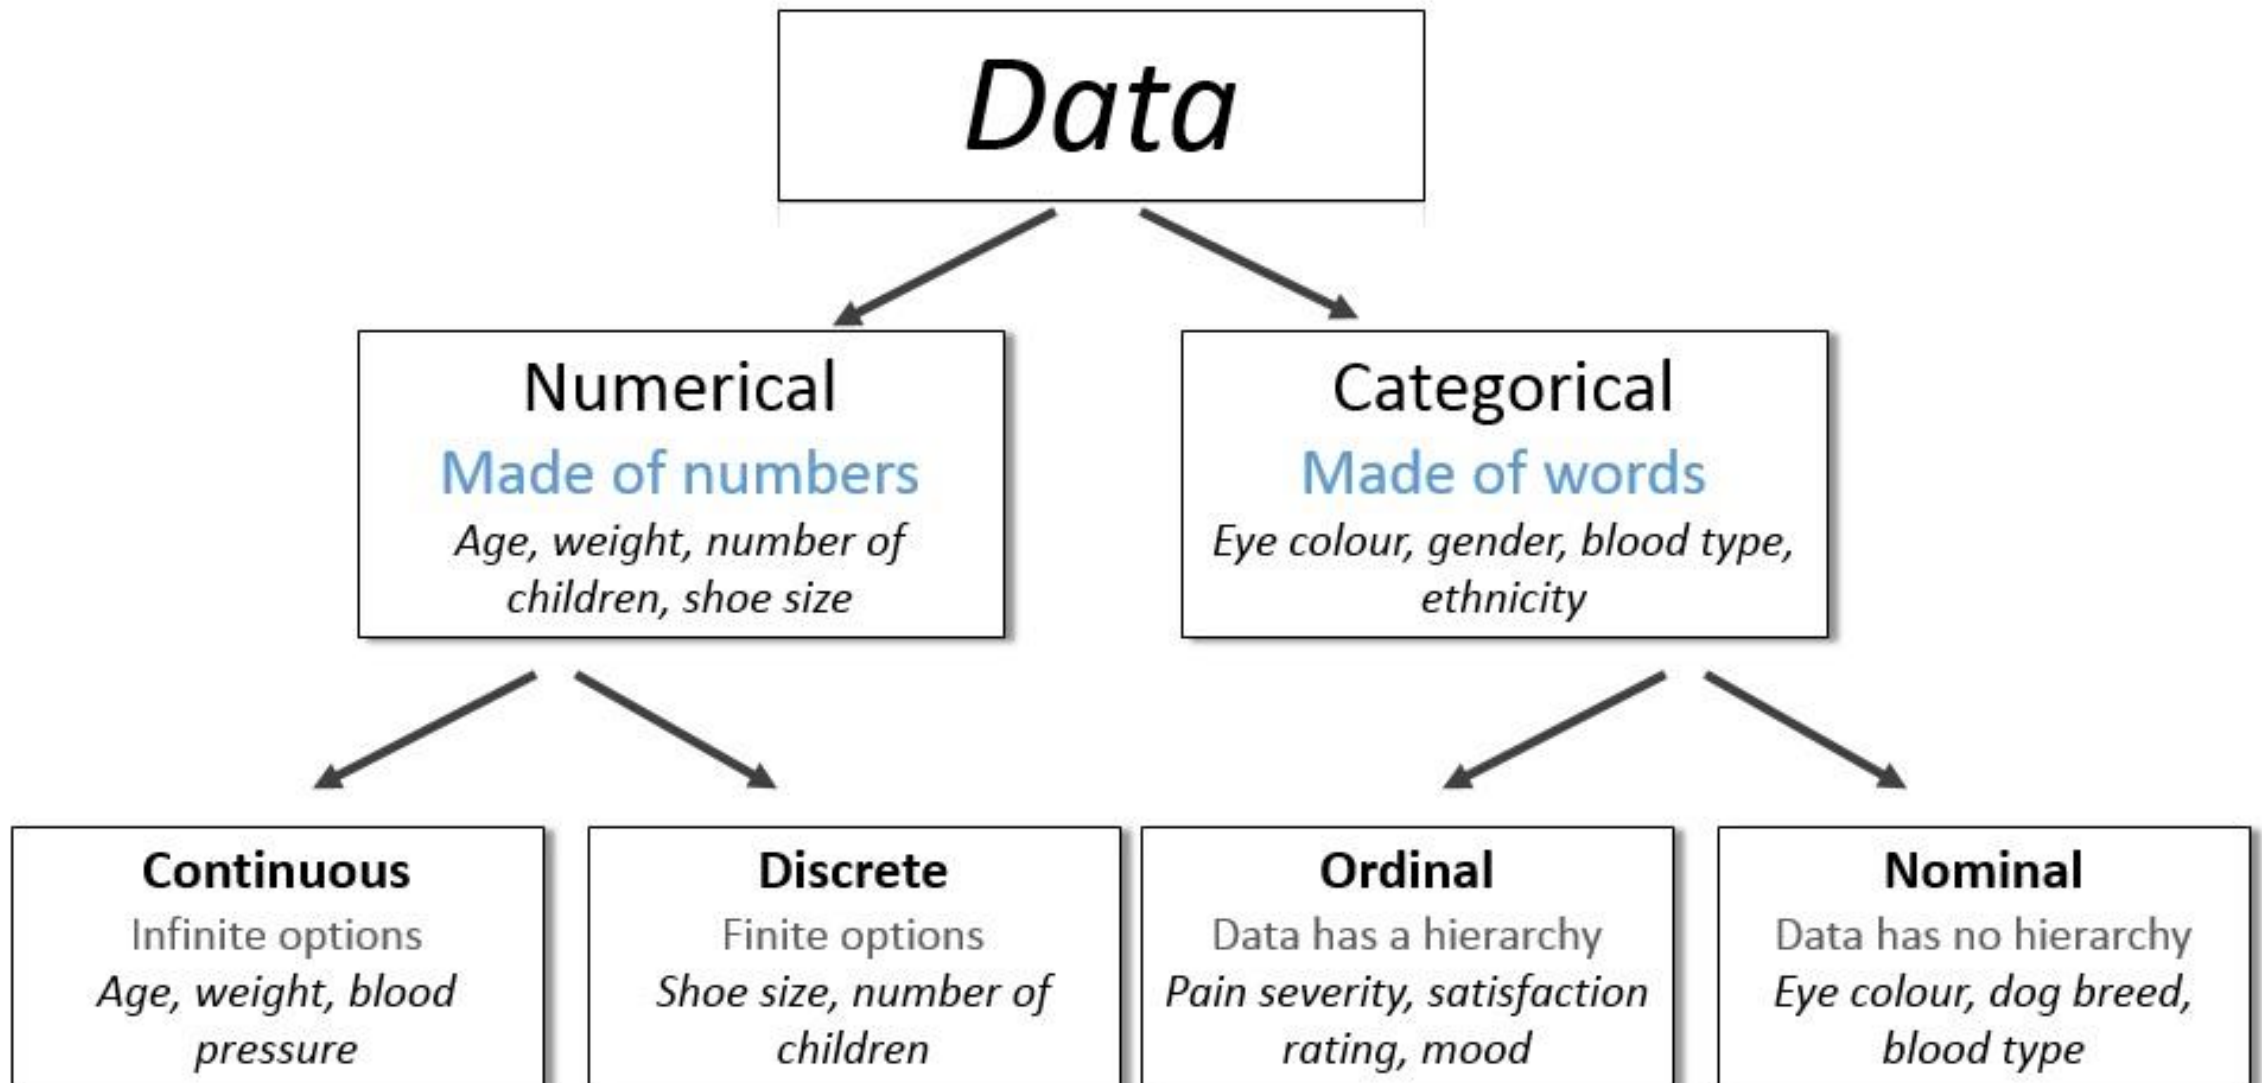 Data
Numerical
Made of numbers
Age, weight, number of
children, shoe size
Categorical
Made of words
Eye colour, gender, blood type,
ethnicity
Continuous
Infinite options
Age, weight, blood
pressure
Discrete
Finite options
Shoe size, number of
children
Ordinal
Data has a hierarchy
Pain severity, satisfaction
rating, mood
Nominal
Data has no hierarchy
Eye colour, dog breed,
blood type